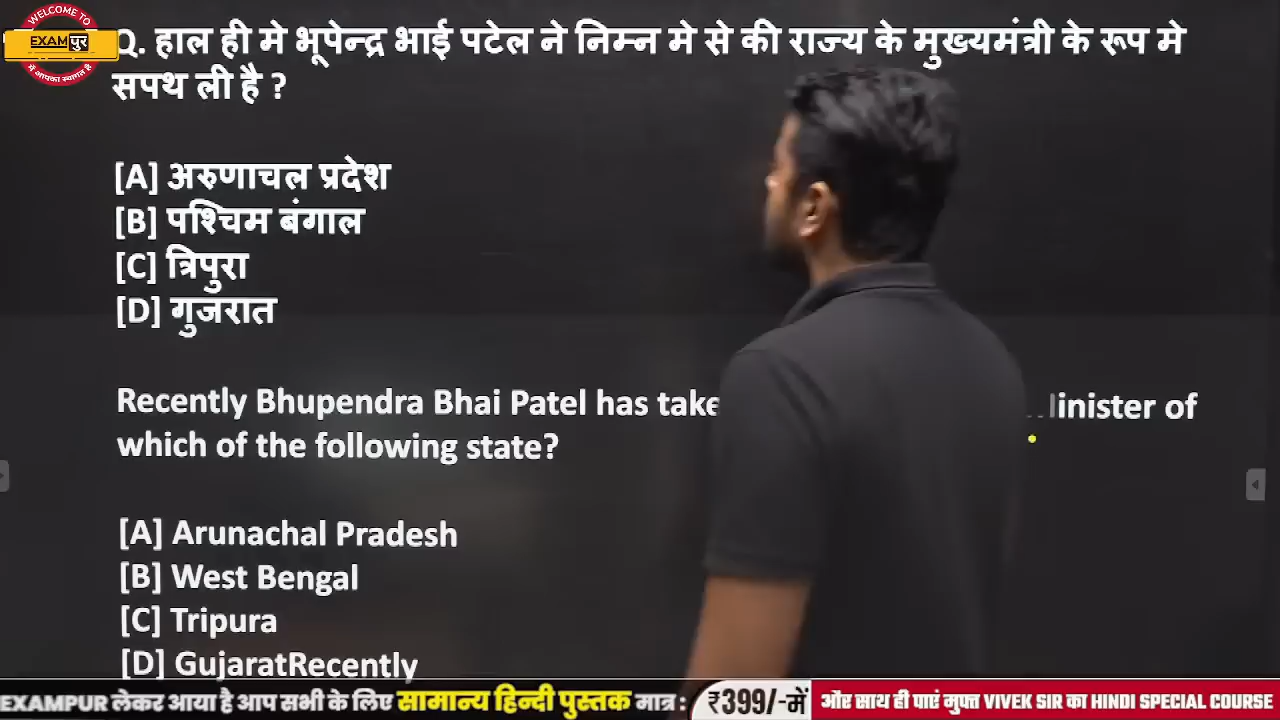 WELCOME TO
EXAMपुर
में आपका स्वागत है
Q. हाल ही मे भूपेन्द्र भाई पटेल ने निम्न मे से की राज्य के मुख्यमंत्री के रूप मे
सपथ ली है ?
[A] अरुणाचल प्रदेश
[B] पश्चिम बंगाल
[C] त्रिपुरा
[D] गुजरात
Recently Bhupendra Bhai Patel has take inister of
which of the following state?
[A] Arunachal Pradesh
[B] West Bengal
[C] Tripura
[D] GujaratRecently
EXAMPUR लेकर आया है आप सभी के लिए सामान्य हिन्दी पुस्तक मात्र : ₹399/-में और साथ ही पाएं मुफ्त VIVEK SIR का HINDI SPECIAL COURSE